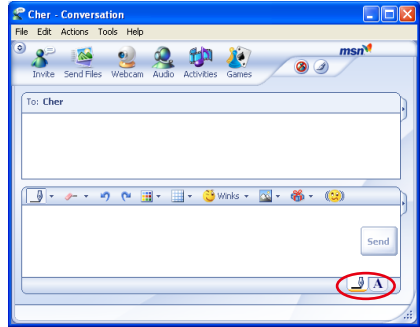 Cher - Conversation
File Edit Actions Tools Help
msn
Invite Send Files Webcam Audio Activities Games
To: Cher
Winks
Send
A